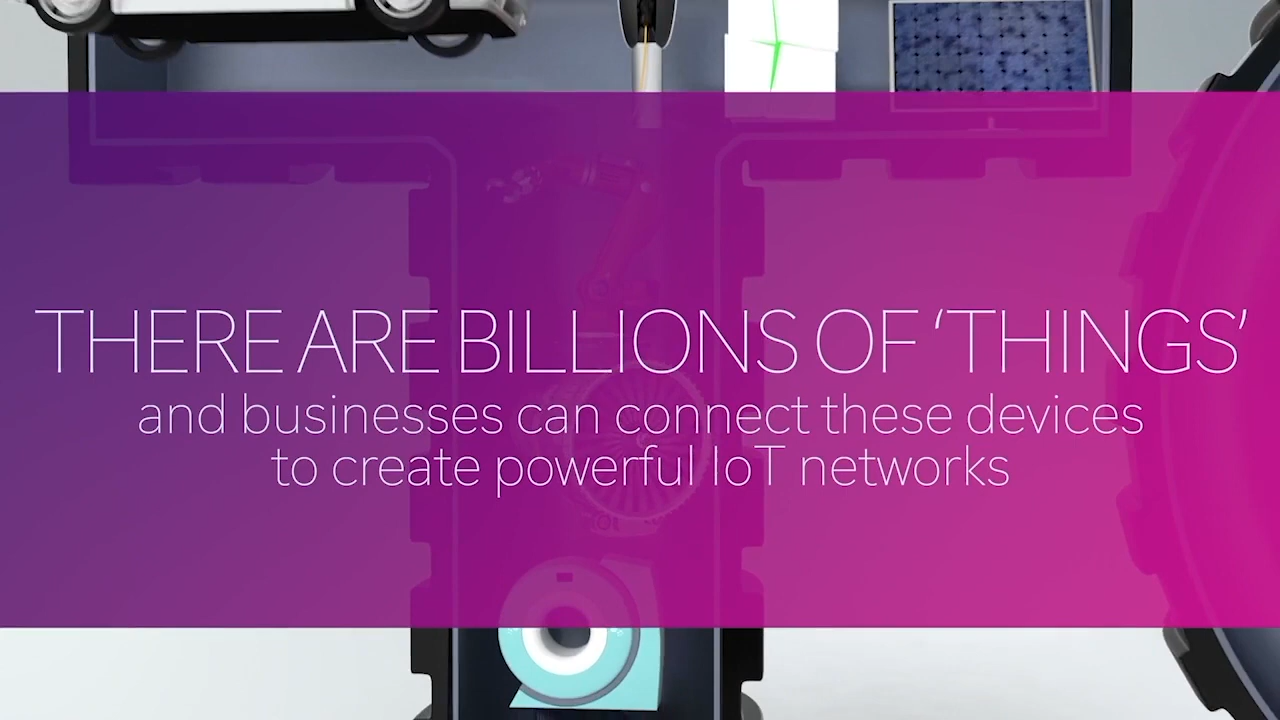 THERE ARE BILLIONS OF ‘THINGS’
and businesses can connect these devices
to create powerful IoT networks